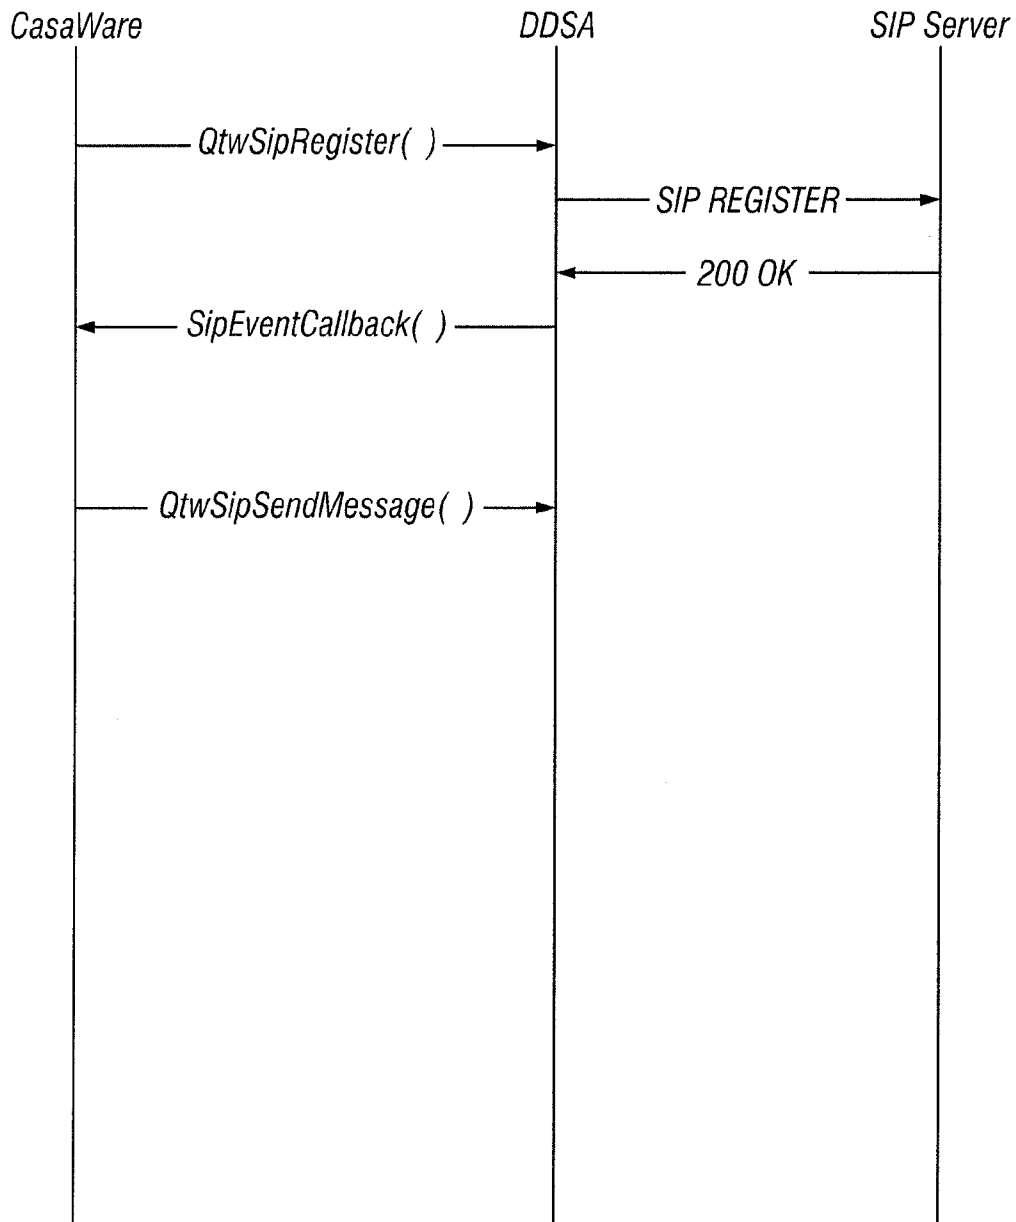 CasaWare DDSA SIP Server
QtwSipRegister( )
SIP REGISTER
200 OK
SipEventCallback( )
QtwSipSendMessage( )